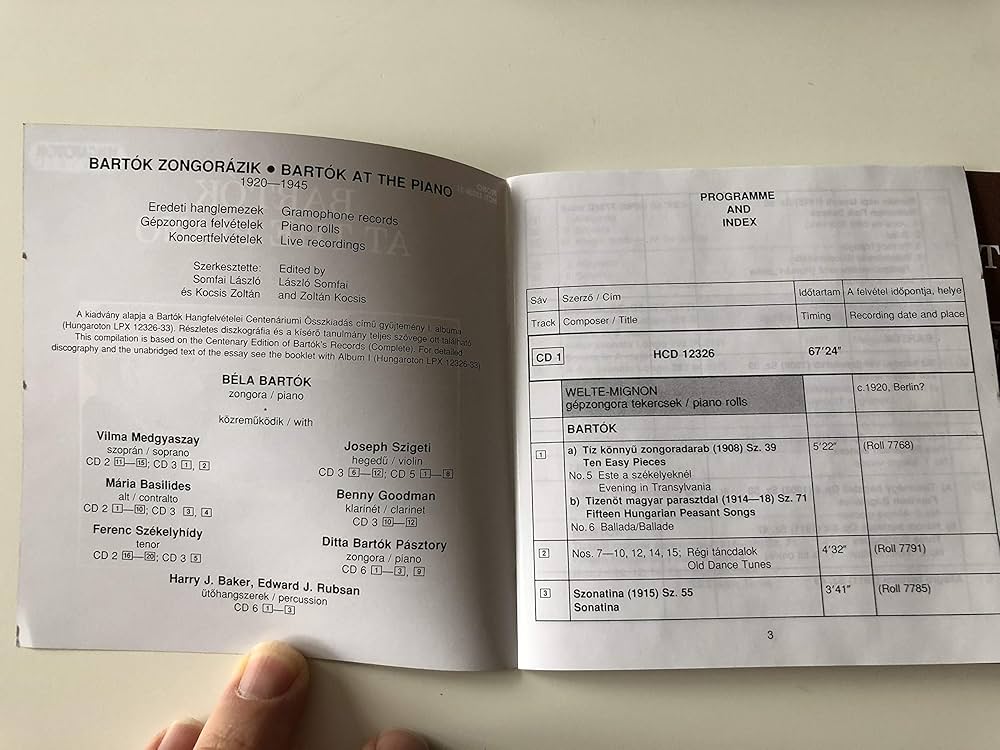 BARTÓK ZONGORÁZIK ● BARTÓK AT THE PIANO
1920—1945
Eredeti hanglemezek Gramophone records
Gépzongora felvételek Piano rolls
Koncertfelvételek Live recordings
Szerkesztette: Edited by
Somfai László László Somfai
és Kocsis Zoltán and Zoltán Kocsis
A kiadvány alapja a Bartók Hangfelvételei Centenáriumi Összkiadás című gyűjtemény I. albuma
(Hungaroton LPX 12326-33). Részletes diszkográfia és a kísérő tanulmány teljes szövege ott található
This compilation is based on the Centenary Edition of Bartók's Records (Complete). For detailed
discography and the unabridged text of the essay see the booklet with Album I (Hungaroton LPX 12326-33)
BÉLA BARTÓK
zongora / piano
közreműködik / with
Vilma Medgyaszay
szoprán / soprano
CD 2 11—15; CD 3 1, 2
Mária Basilides
alt / contralto
CD 2 1—10; CD 3 3, 4
Ferenc Székelyhídy
tenor
CD 2 16—20; CD 3 5
Joseph Szigeti
hegedű / violin
CD 3 6—12; CD 5 1—8
Benny Goodman
klarinét / clarinet
CD 3 10—12
Ditta Bartók Pásztory
zongora / piano
CD 6 1—3, 9
Harry J. Baker, Edward J. Rubsan
ütőhangszerek / percussion
CD 6 1—3
PROGRAMME
AND
INDEX
Sáv Szerző / Cím Időtartam A felvétel időpontja, helye
Track Composer / Title Timing Recording date and place
CD 1 HCD 12326 67′24″
WELTE-MIGNON c.1920, Berlin?
gépzongora tekercsek / piano rolls
BARTÓK
1 a) Tíz könnyű zongoradarab (1908) Sz. 39 5′22″ (Roll 7768)
Ten Easy Pieces
No. 5 Este a székelyeknél
Evening in Transylvania
b) Tizenöt magyar parasztdal (1914—18) Sz. 71
Fifteen Hungarian Peasant Songs
No. 6 Ballada/Ballade
2 Nos. 7—10, 12, 14, 15; Régi táncdalok 4′32″ (Roll 7791)
Old Dance Tunes
3 Szonatina (1915) Sz. 55 3′41″ (Roll 7785)
Sonatina
3